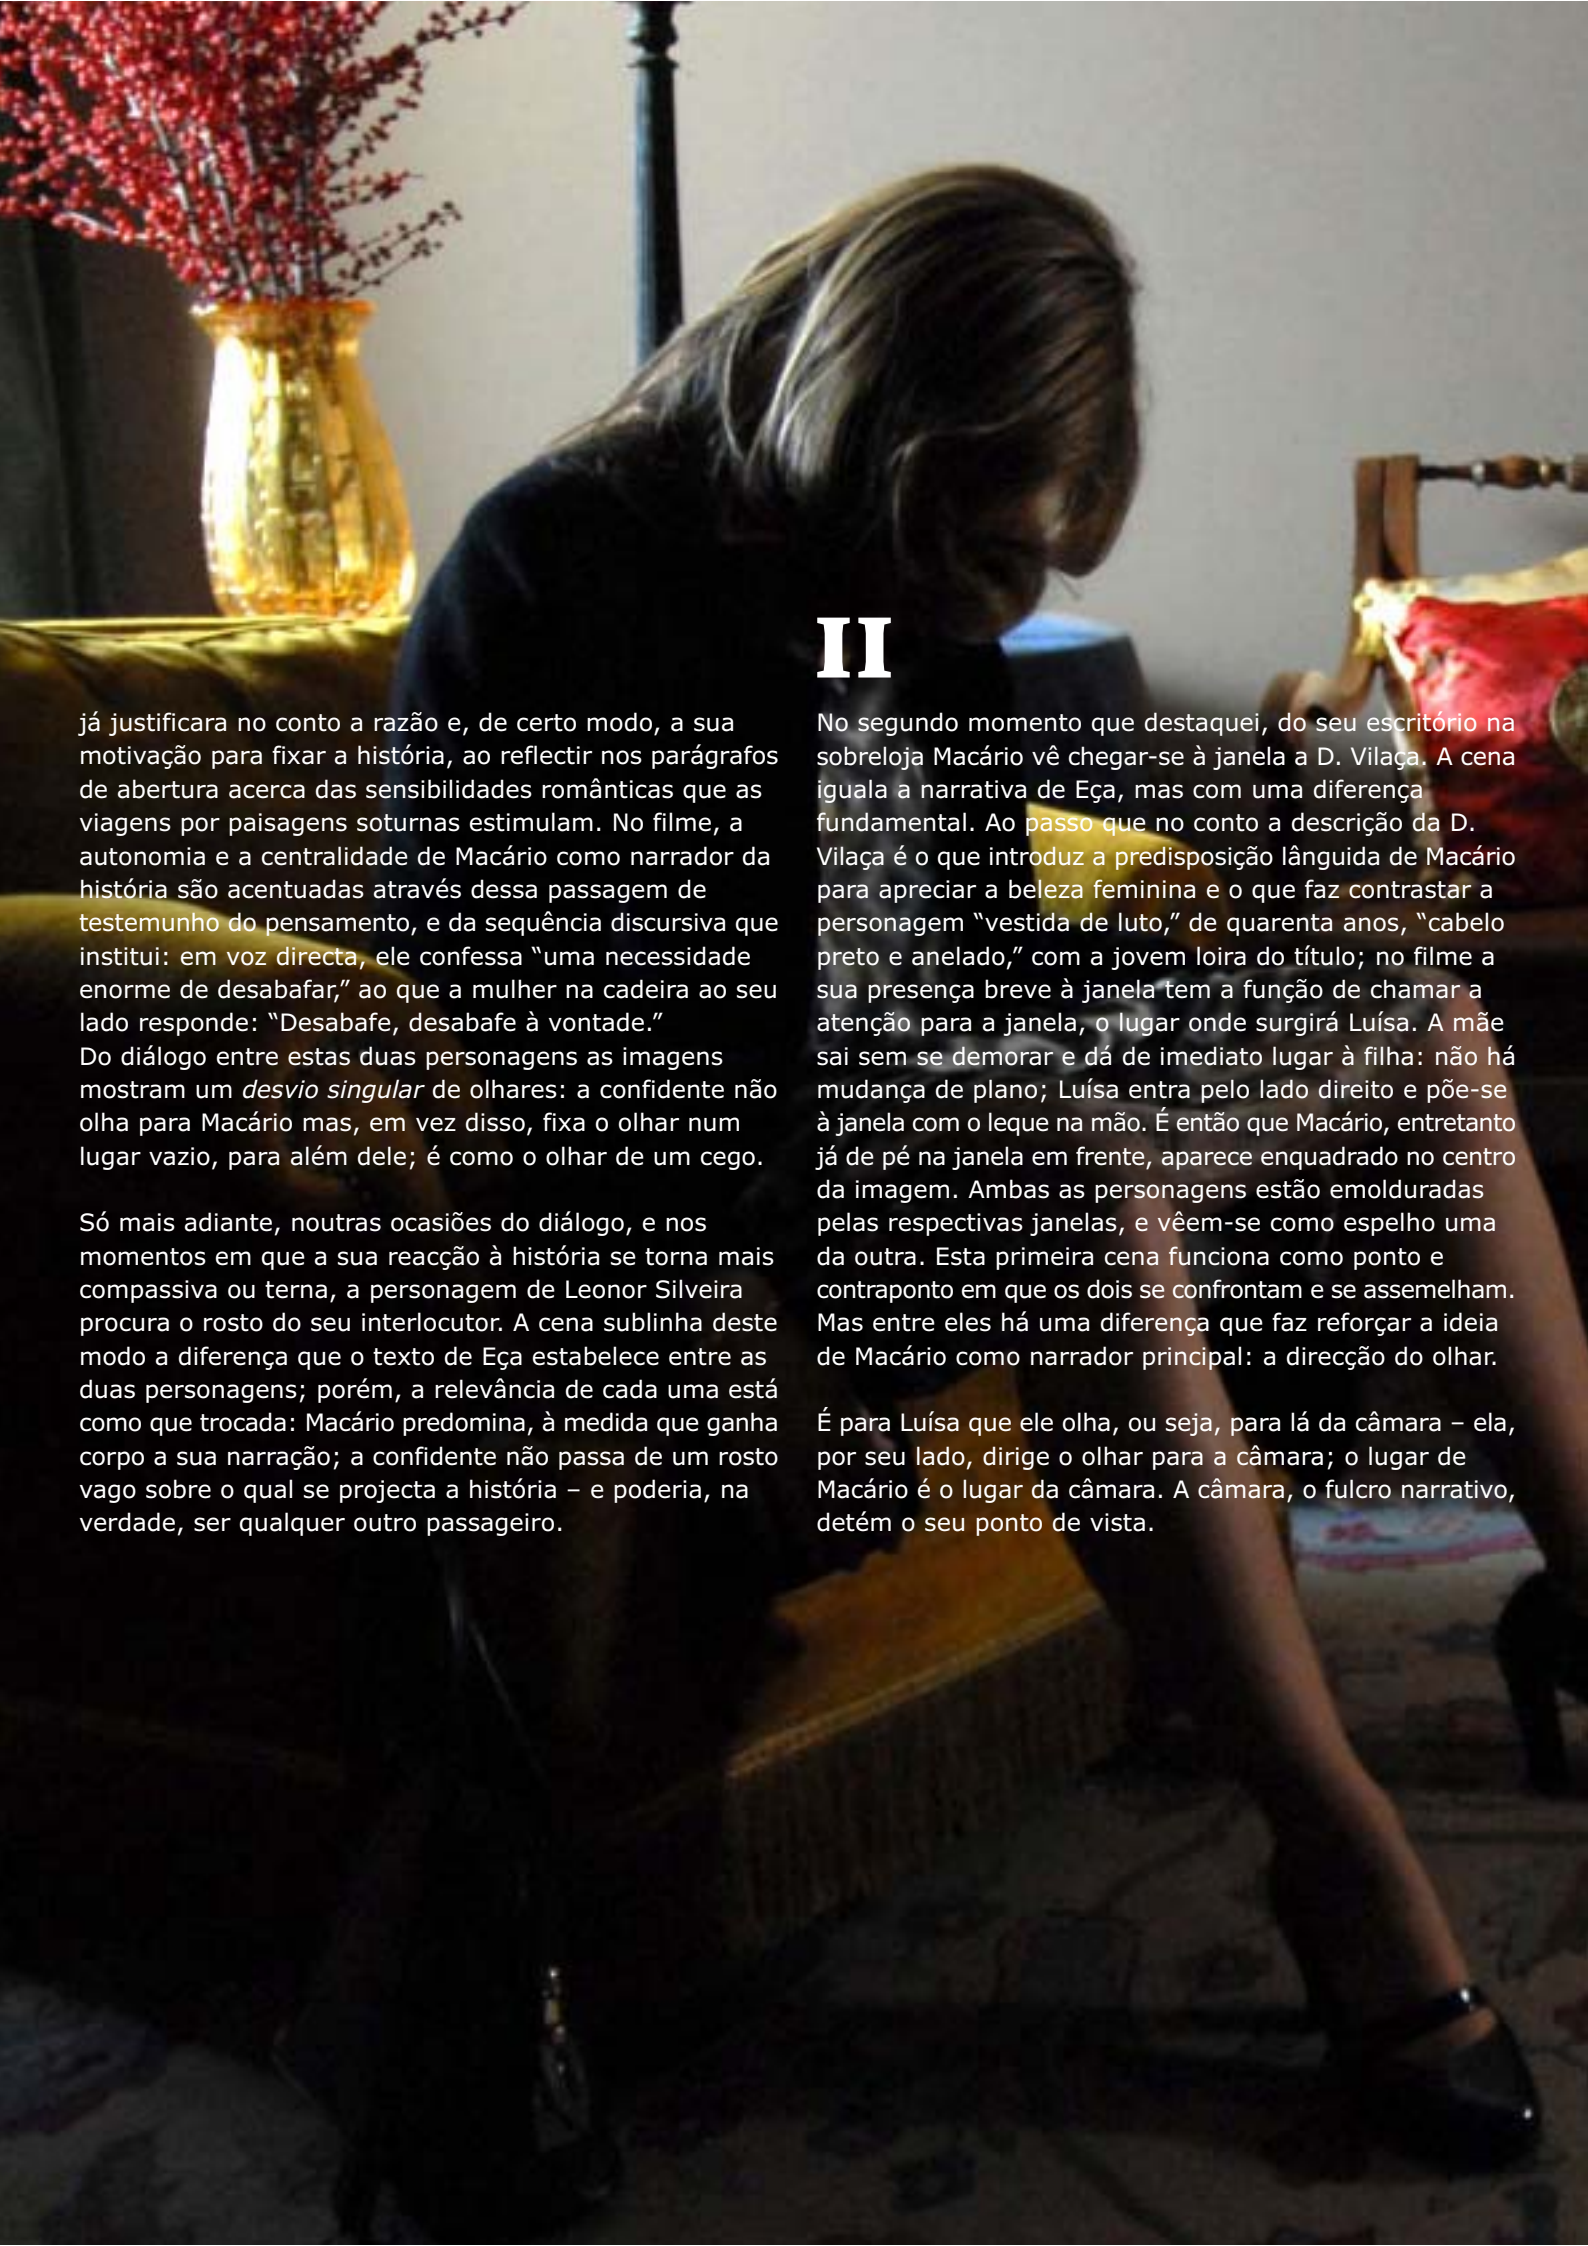 já justificara no conto a razão e, de certo modo, a sua
motivação para fixar a história, ao reflectir nos parágrafos
de abertura acerca das sensibilidades românticas que as
viagens por paisagens soturnas estimulam. No filme, a
autonomia e a centralidade de Macário como narrador da
história são acentuadas através dessa passagem de
testemunho do pensamento, e da sequência discursiva que
institui: em voz directa, ele confessa “uma necessidade
enorme de desabafar,” ao que a mulher na cadeira ao seu
lado responde: “Desabafe, desabafe à vontade.”
Do diálogo entre estas duas personagens as imagens
mostram um desvio singular de olhares: a confidente não
olha para Macário mas, em vez disso, fixa o olhar num
lugar vazio, para além dele; é como o olhar de um cego.
Só mais adiante, noutras ocasiões do diálogo, e nos
momentos em que a sua reacção à história se torna mais
compassiva ou terna, a personagem de Leonor Silveira
procura o rosto do seu interlocutor. A cena sublinha deste
modo a diferença que o texto de Eça estabelece entre as
duas personagens; porém, a relevância de cada uma está
como que trocada: Macário predomina, à medida que ganha
corpo a sua narração; a confidente não passa de um rosto
vago sobre o qual se projecta a história – e poderia, na
verdade, ser qualquer outro passageiro.
II
No segundo momento que destaquei, do seu escritório na
sobreloja Macário vê chegar-se à janela a D. Vilaça. A cena
iguala a narrativa de Eça, mas com uma diferença
fundamental. Ao passo que no conto a descrição da D.
Vilaça é o que introduz a predisposição lânguida de Macário
para apreciar a beleza feminina e o que faz contrastar a
personagem “vestida de luto,” de quarenta anos, “cabelo
preto e anelado,” com a jovem loira do título; no filme a
sua presença breve à janela tem a função de chamar a
atenção para a janela, o lugar onde surgirá Luísa. A mãe
sai sem se demorar e dá de imediato lugar à filha: não há
mudança de plano; Luísa entra pelo lado direito e põe-se
à janela com o leque na mão. É então que Macário, entretanto
já de pé na janela em frente, aparece enquadrado no centro
da imagem. Ambas as personagens estão emolduradas
pelas respectivas janelas, e vêem-se como espelho uma
da outra. Esta primeira cena funciona como ponto e
contraponto em que os dois se confrontam e se assemelham.
Mas entre eles há uma diferença que faz reforçar a ideia
de Macário como narrador principal: a direcção do olhar.
É para Luísa que ele olha, ou seja, para lá da câmara – ela,
por seu lado, dirige o olhar para a câmara; o lugar de
Macário é o lugar da câmara. A câmara, o fulcro narrativo,
detém o seu ponto de vista.